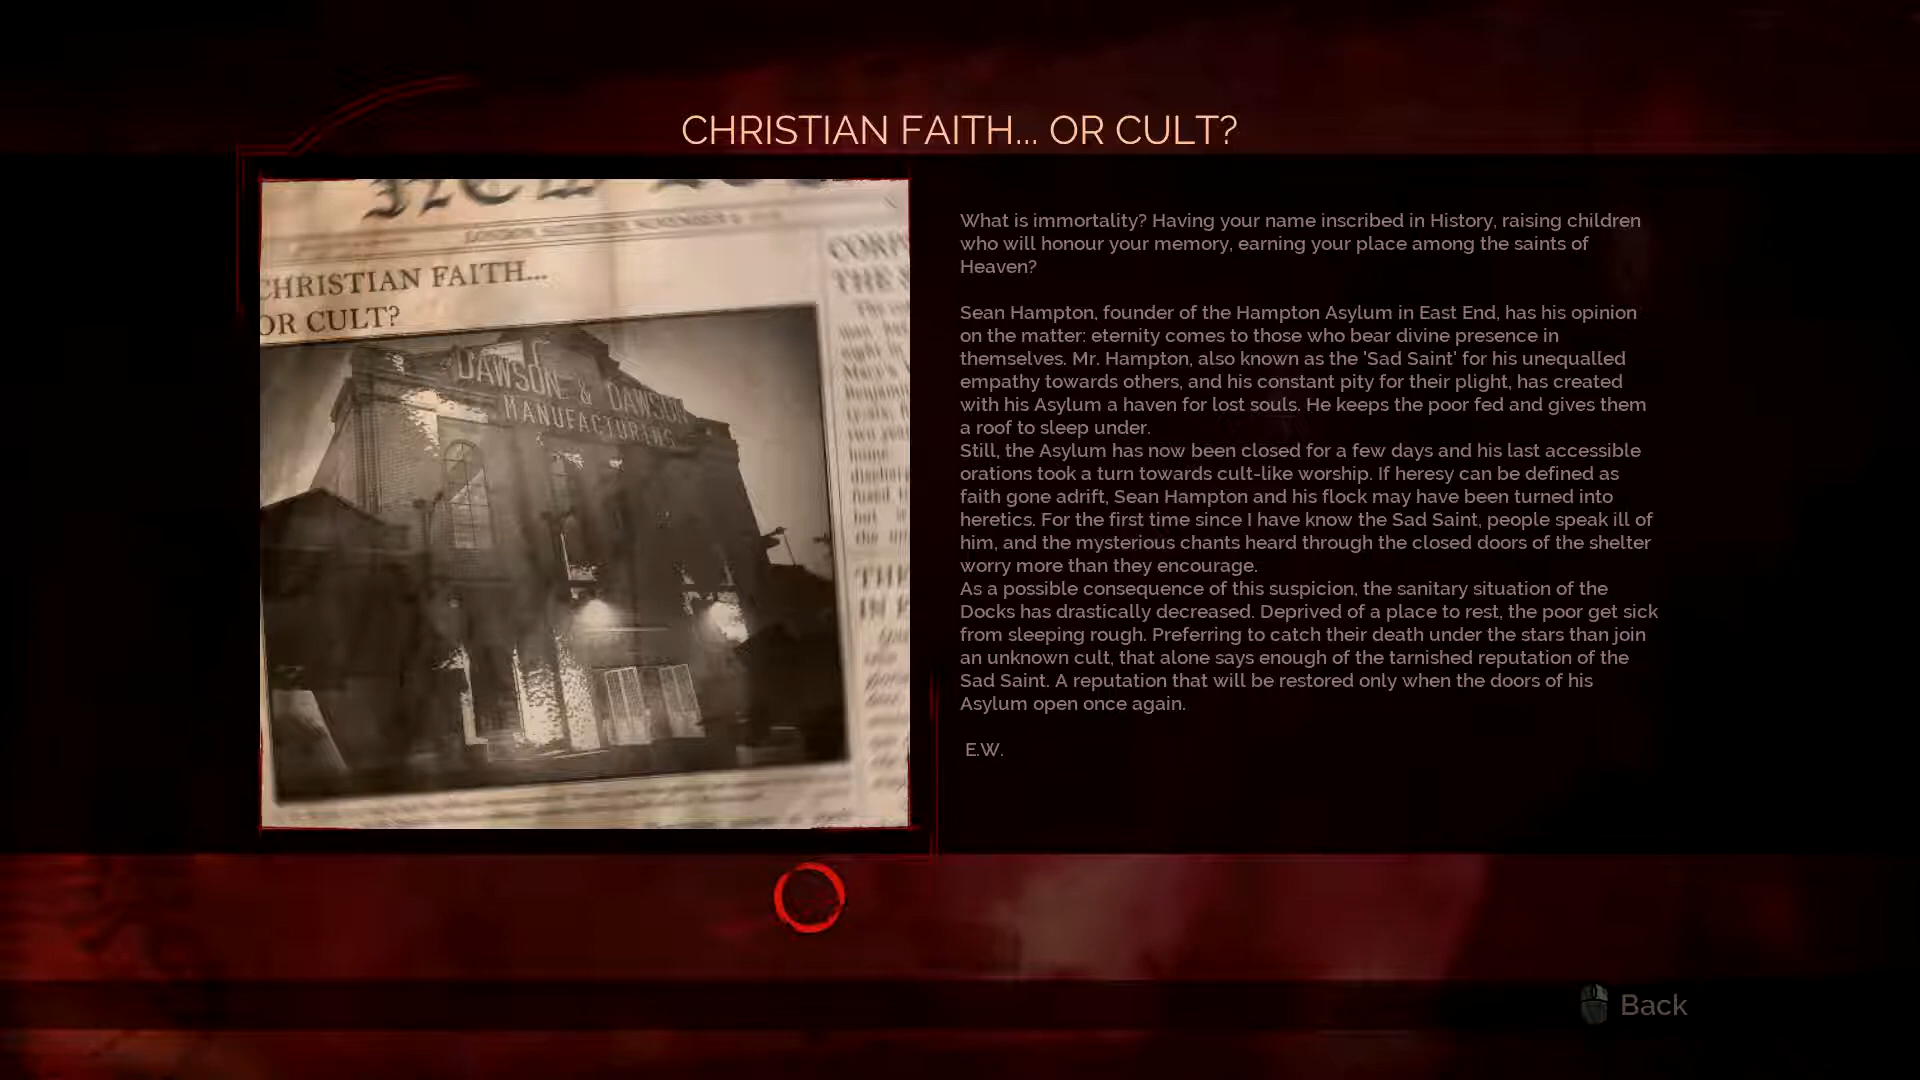 CHRISTIAN FAITH... OR CULT?
CHRISTIAN FAITH...
OR CULT?
DAWSON & DAWSON
MANUFACTURING
What is immortality? Having your name inscribed in History, raising children
who will honour your memory, earning your place among the saints of
Heaven?
Sean Hampton, founder of the Hampton Asylum in East End, has his opinion
on the matter: eternity comes to those who bear divine presence in
themselves. Mr. Hampton, also known as the 'Sad Saint' for his unequalled
empathy towards others, and his constant pity for their plight, has created
with his Asylum a haven for lost souls. He keeps the poor fed and gives them
a roof to sleep under.
Still, the Asylum has now been closed for a few days and his last accessible
orations took a turn towards cult-like worship. If heresy can be defined as
faith gone adrift, Sean Hampton and his flock may have been turned into
heretics. For the first time since I have know the Sad Saint, people speak ill of
him, and the mysterious chants heard through the closed doors of the shelter
worry more than they encourage.
As a possible consequence of this suspicion, the sanitary situation of the
Docks has drastically decreased. Deprived of a place to rest, the poor get sick
from sleeping rough. Preferring to catch their death under the stars than join
an unknown cult, that alone says enough of the tarnished reputation of the
Sad Saint. A reputation that will be restored only when the doors of his
Asylum open once again.
E.W.
Back